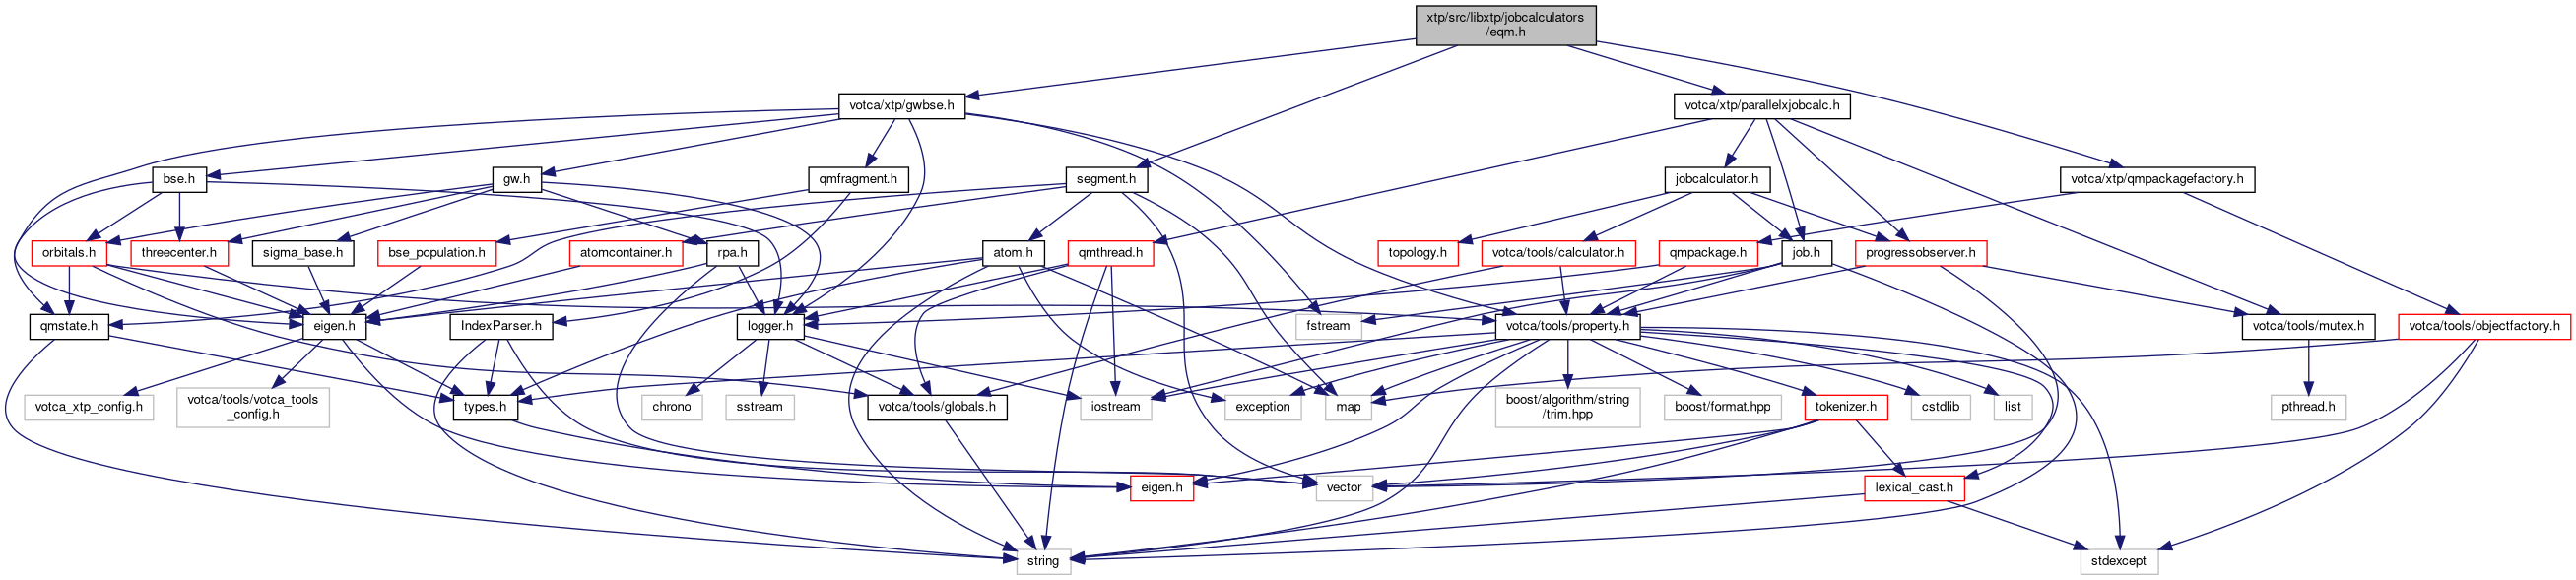 xtp/src/libxtp/jobcalculators
/eqm.h
votca/xtp/gwbse.h
votca/xtp/parallelxjobcalc.h
bse.h
gw.h
qmfragment.h
segment.h
jobcalculator.h
votca/xtp/qmpackagefactory.h
orbitals.h
threecenter.h
sigma_base.h
bse_population.h
atomcontainer.h
rpa.h
atom.h
qmthread.h
topology.h
votca/tools/calculator.h
qmpackage.h
job.h
progressobserver.h
qmstate.h
eigen.h
IndexParser.h
logger.h
fstream
votca/tools/property.h
votca/tools/mutex.h
votca/tools/objectfactory.h
votca_xtp_config.h
votca/tools/votca_tools
_config.h
types.h
chrono
sstream
votca/tools/globals.h
iostream
exception
map
boost/algorithm/string
/trim.hpp
boost/format.hpp
tokenizer.h
cstdlib
list
pthread.h
eigen.h
vector
lexical_cast.h
string
stdexcept